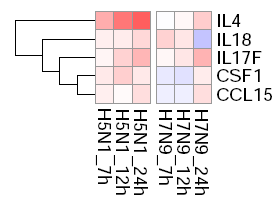 IL4
IL18
IL17F
CSF1
CCL15
H5N1_7h
H5N1_12h
H5N1_24h
H7N9_7h
H7N9_12h
H7N9_24h